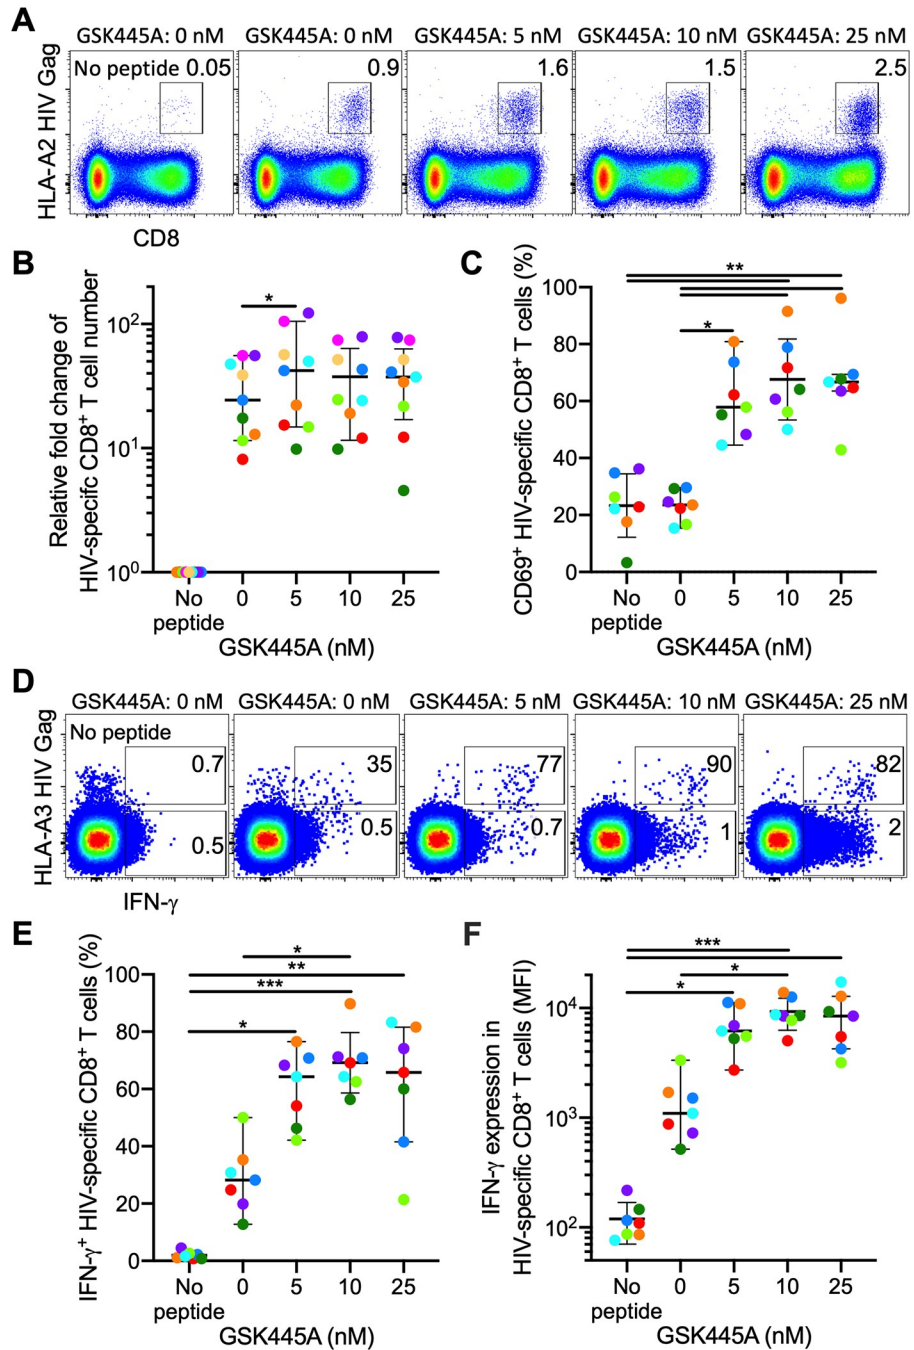 A
GSK445A: 0 nM GSK445A: 0 nM GSK445A: 5 nM GSK445A: 10 nM GSK445A: 25 nM
HLA-A2 HIV Gag
No peptide 0.05 0.9 1.6 1.5 2.5
CD8
B
Relative fold change of
HIV-specifc CD8⁺ T cell number
10²
10¹
10⁰
*
No
peptide
0 5 10 25
GSK445A (nM)
C
CD69⁺ HIV-specific CD8⁺ T cells (%)
100
80
60
40
20
0
**
*
No
peptide
0 5 10 25
GSK445A (nM)
D
GSK445A: 0 nM GSK445A: 0 nM GSK445A: 5 nM GSK445A: 10 nM GSK445A: 25 nM
HLA-A3 HIV Gag
No peptide
0.7 35 77 90 82
0.5 0.5 0.7 1 2
IFN-γ
E
IFN-γ⁺ HIV-specific CD8⁺ T cells (%)
100
80
60
40
20
0
*
**
***
*
No
peptide
0 5 10 25
GSK445A (nM)
F
IFN-γ expression in
HIV-specific CD8⁺ T cells (MFI)
10⁴
10³
10²
***
*
*
No
peptide
0 5 10 25
GSK445A (nM)